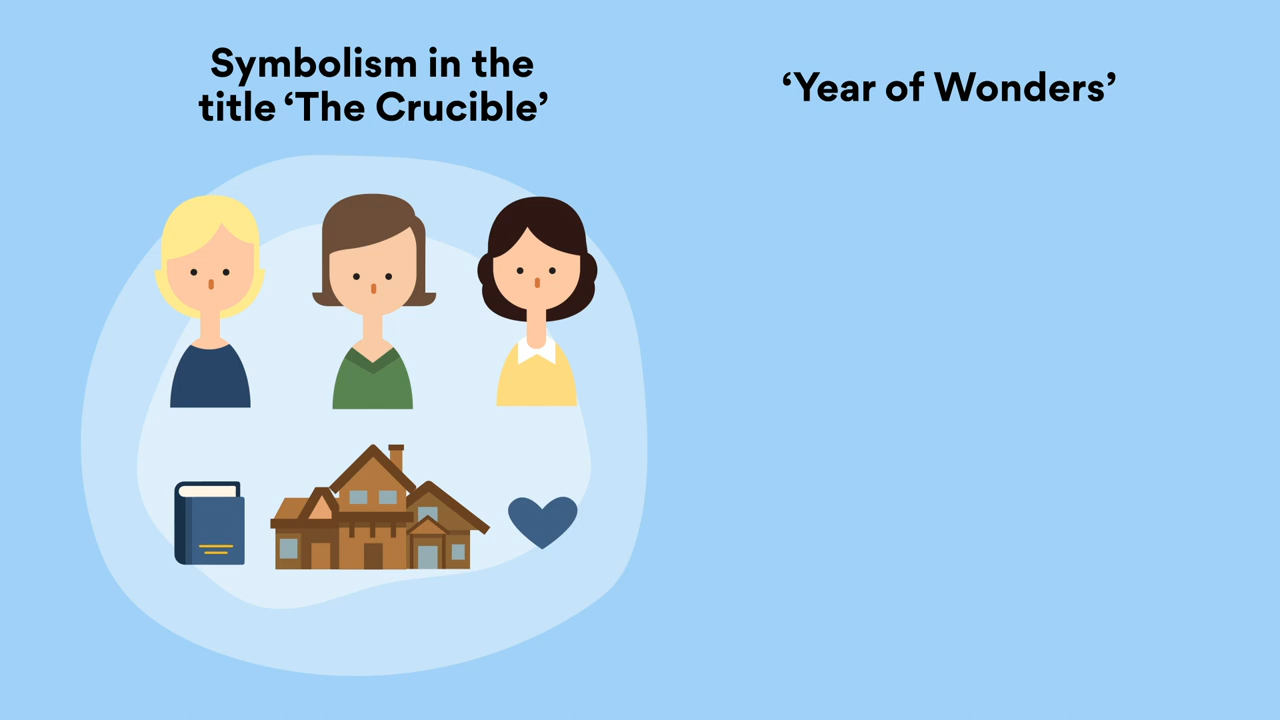 Symbolism in the
title ‘The Crucible’
‘Year of Wonders’